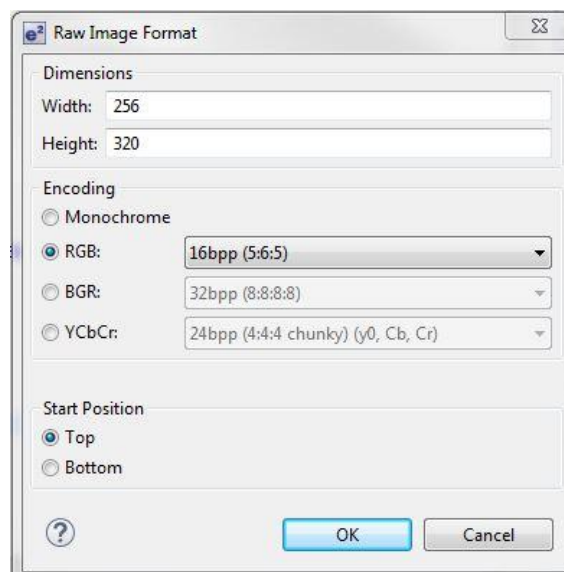 e² Raw Image Format
Dimensions
Width: 256
Height: 320
Encoding
Monochrome
RGB: 16bpp (5:6:5)
BGR: 32bpp (8:8:8:8)
YCbCr: 24bpp (4:4:4 chunky) (y0, Cb, Cr)
Start Position
Top
Bottom
? OK Cancel